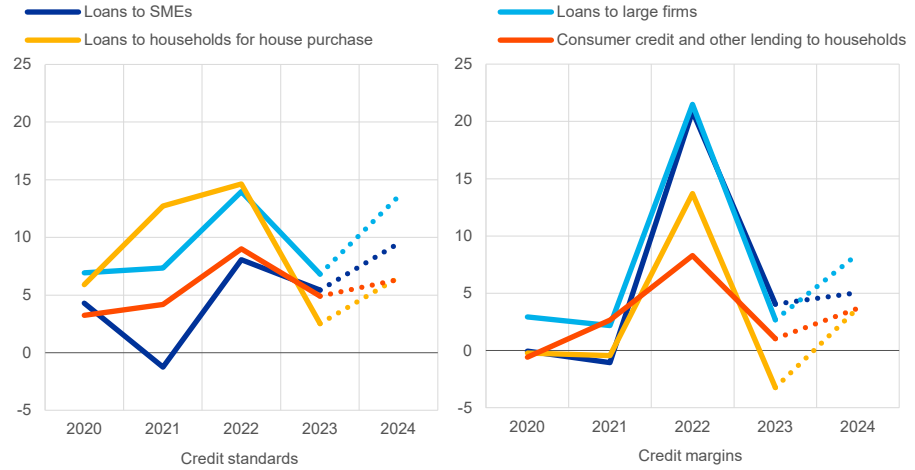 Loans to SMEs
Loans to large firms
Loans to households for house purchase
Consumer credit and other lending to households
25
20
15
10
5
0
-5
2020 2021 2022 2023 2024
Credit standards
25
20
15
10
5
0
-5
2020 2021 2022 2023 2024
Credit margins